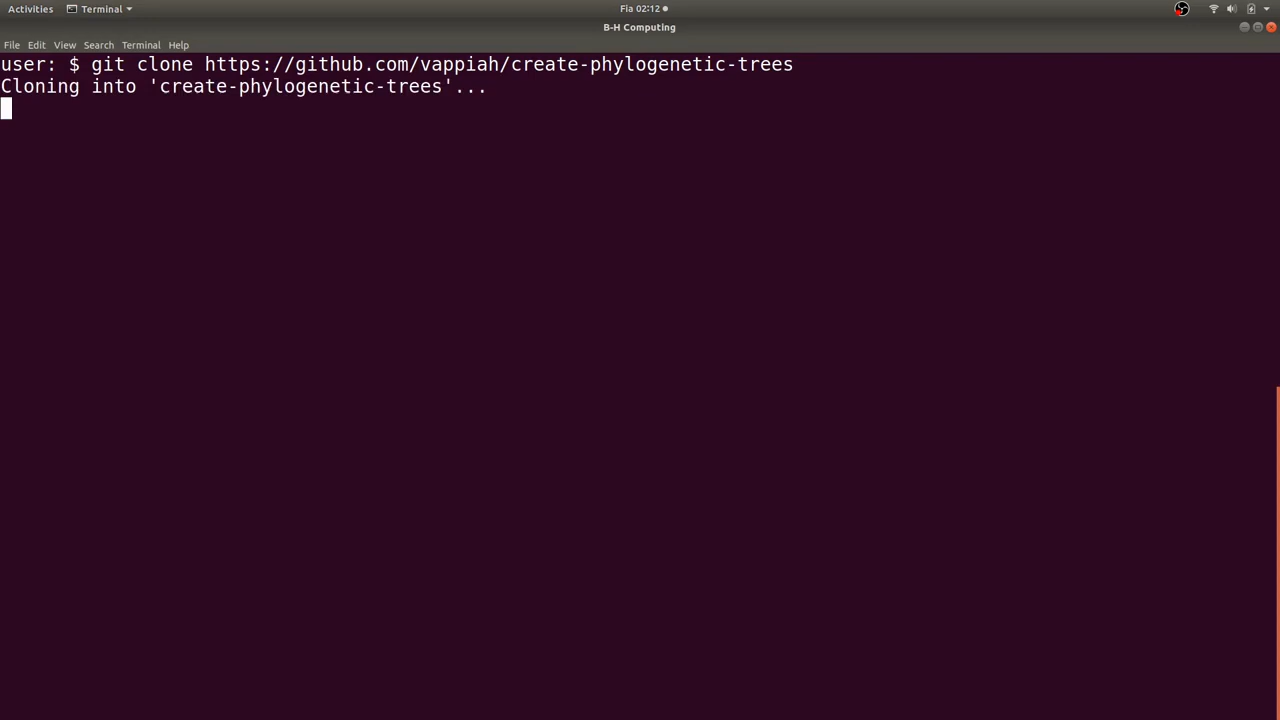 Activities Terminal Fia 02:12
B-H Computing
File Edit View Search Terminal Help
user: $ git clone https://github.com/vappiah/create-phylogenetic-trees
Cloning into 'create-phylogenetic-trees'...